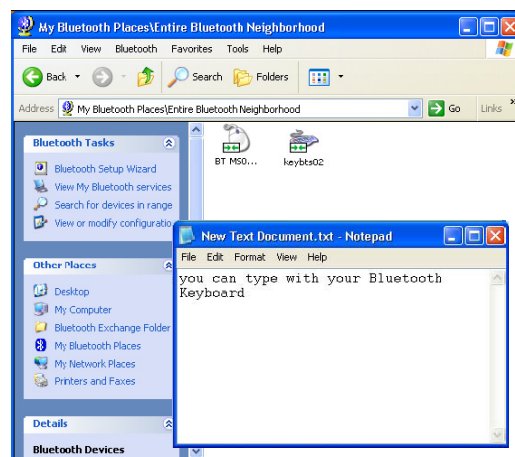 My Bluetooth Places\Entire Bluetooth Neighborhood
File Edit View Bluetooth Favorites Tools Help
Back Search Folders
Address My Bluetooth Places\Entire Bluetooth Neighborhood Go Links »
Bluetooth Tasks
Bluetooth Setup Wizard
View My Bluetooth services
Search for devices in range
View or modify configuratio
BT MS0... keybts02
New Text Document.txt - Notepad
File Edit Format View Help
you can type with your Bluetooth
Keyboard
Other Places
Desktop
My Computer
Bluetooth Exchange Folder
My Bluetooth Places
My Network Places
Printers and Faxes
Details
Bluetooth Devices